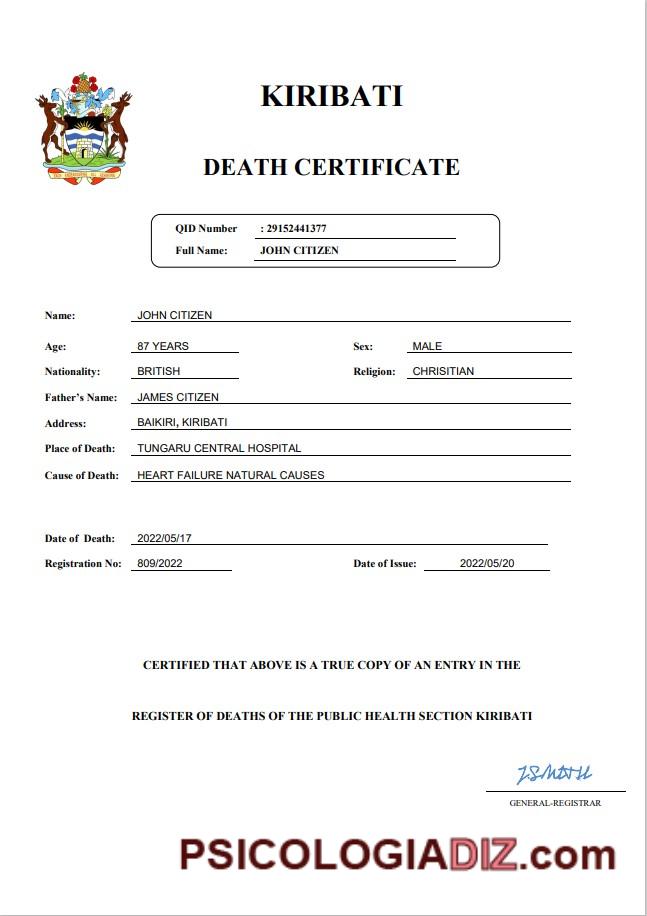 KIRIBATI
DEATH CERTIFICATE
QID Number : 29152441377
Full Name: JOHN CITIZEN
Name: JOHN CITIZEN
Age: 87 YEARS Sex: MALE
Nationality: BRITISH Religion: CHRISITIAN
Father's Name: JAMES CITIZEN
Address: BAIKIRI, KIRIBATI
Place of Death: TUNGARU CENTRAL HOSPITAL
Cause of Death: HEART FAILURE NATURAL CAUSES
Date of Death: 2022/05/17
Registration No: 809/2022 Date of Issue: 2022/05/20
CERTIFIED THAT ABOVE IS A TRUE COPY OF AN ENTRY IN THE
REGISTER OF DEATHS OF THE PUBLIC HEALTH SECTION KIRIBATI
GENERAL-REGISTRAR
PSICOLOGIADIZ.com